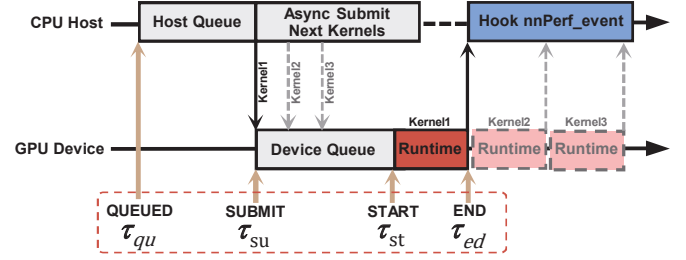 CPU Host
Host Queue
Async Submit
Next Kernels
Hook nnPerf_event
Kernel1
Kernel2
Kernel3
Kernel1
Kernel2
Kernel3
GPU Device
Device Queue
Runtime
Runtime
Runtime
QUEUED
SUBMIT
START
END
τqu
τsu
τst
τed